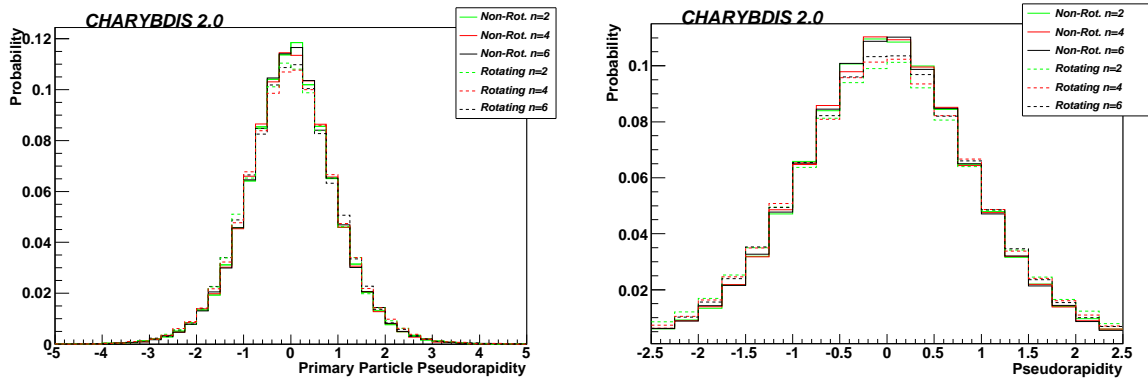 CHARYBDIS 2.0
Probability
0.12
0.1
0.08
0.06
0.04
0.02
0
-5 -4 -3 -2 -1 0 1 2 3 4 5
Primary Particle Pseudorapidity
Non-Rot. n=2
Non-Rot. n=4
Non-Rot. n=6
Rotating n=2
Rotating n=4
Rotating n=6
CHARYBDIS 2.0
Probability
0.1
0.08
0.06
0.04
0.02
-2.5 -2 -1.5 -1 -0.5 0 0.5 1 1.5 2 2.5
Pseudorapidity
Non-Rot. n=2
Non-Rot. n=4
Non-Rot. n=6
Rotating n=2
Rotating n=4
Rotating n=6